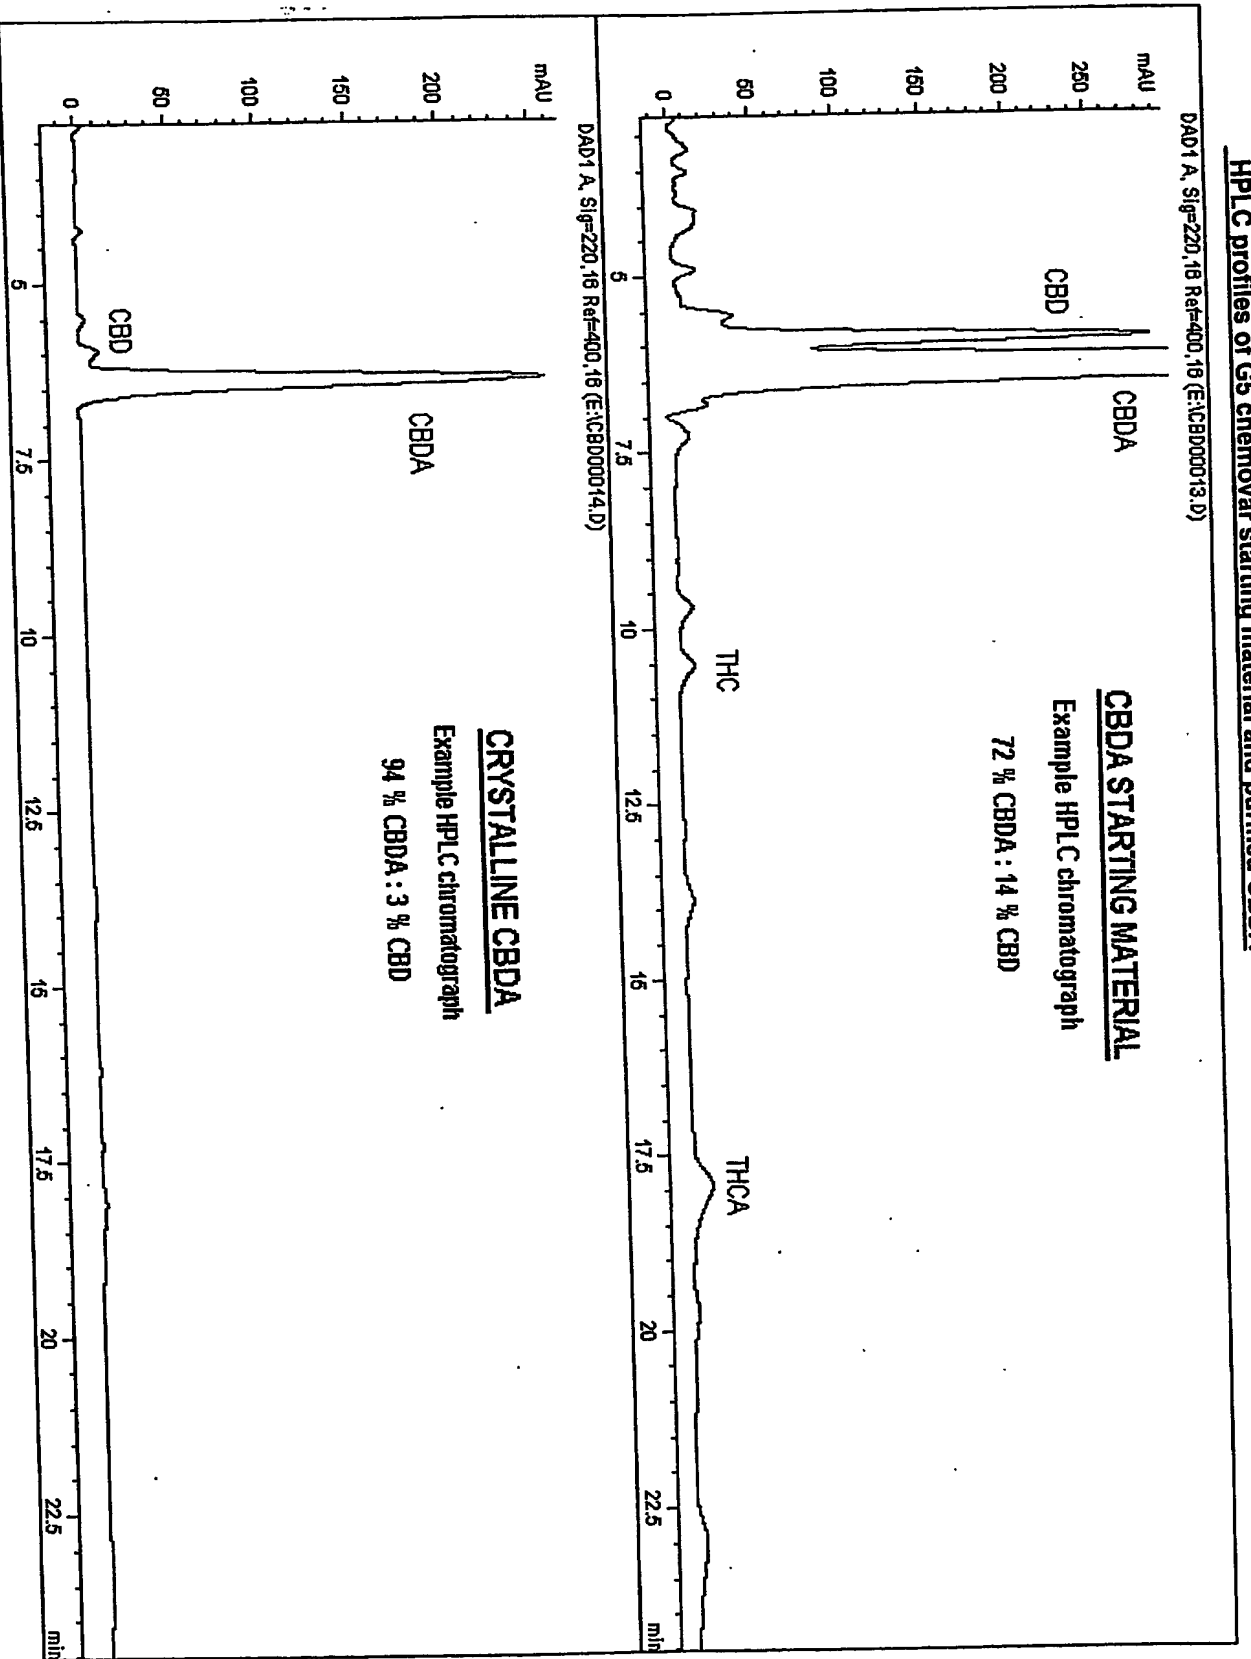 HPLC profiles of G5 chemovar starting material and purified CBDA
DAD1 A, Sig=220,16 Ref=400,16 (E:\CBD00013.D)
mAU
250
200
150
100
50
0
CBD
CBDA
THC
THCA
CBDA STARTING MATERIAL
Example HPLC chromatograph
72 % CBDA : 14 % CBD
5
7.5
10
12.5
15
17.5
20
22.5
min
DAD1 A, Sig=220,16 Ref=400,16 (E:\CBD00014.D)
mAU
200
150
100
50
0
CBD
CBDA
CRYSTALLINE CBDA
Example HPLC chromatograph
94 % CBDA : 3 % CBD
5
7.5
10
12.5
15
17.5
20
22.5
min